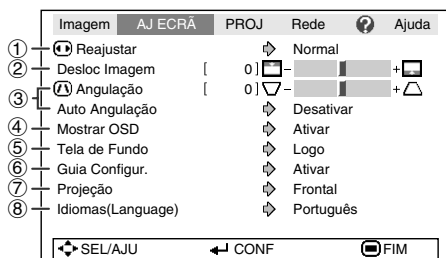 Imagem AJ ECRÃ PROJ Rede ? Ajuda
① Reajustar Normal
② Desloc Imagem [ 0 ] - +
③ Angulação [ 0 ] - +
Auto Angulação Desativar
④ Mostrar OSD Ativar
⑤ Tela de Fundo Logo
⑥ Guia Configur. Ativar
⑦ Projeção Frontal
⑧ Idiomas(Language) Português
SEL/AJU CONF FIM